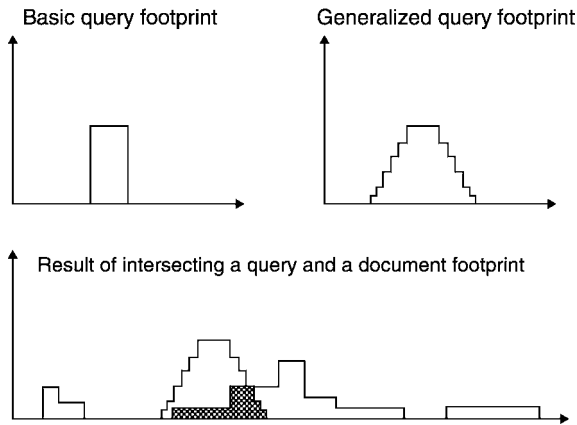 Basic query footprint
Generalized query footprint
Result of intersecting a query and a document footprint